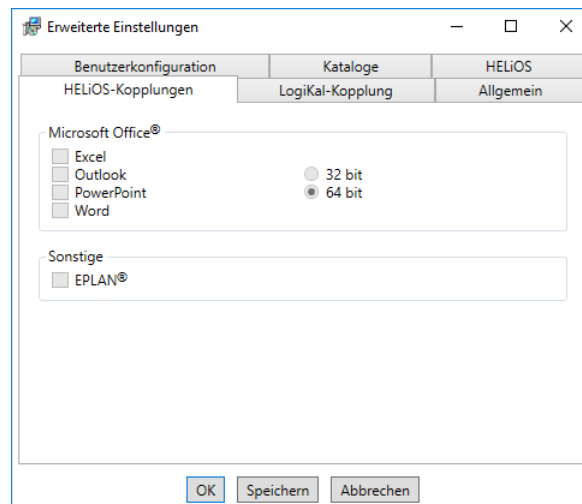 Erweiterte Einstellungen
Benutzerkonfiguration Kataloge HELiOS
HELiOS-Kopplungen LogiKal-Kopplung Allgemein
Microsoft Office®
Excel
Outlook 32 bit
PowerPoint 64 bit
Word
Sonstige
EPLAN®
OK Speichern Abbrechen